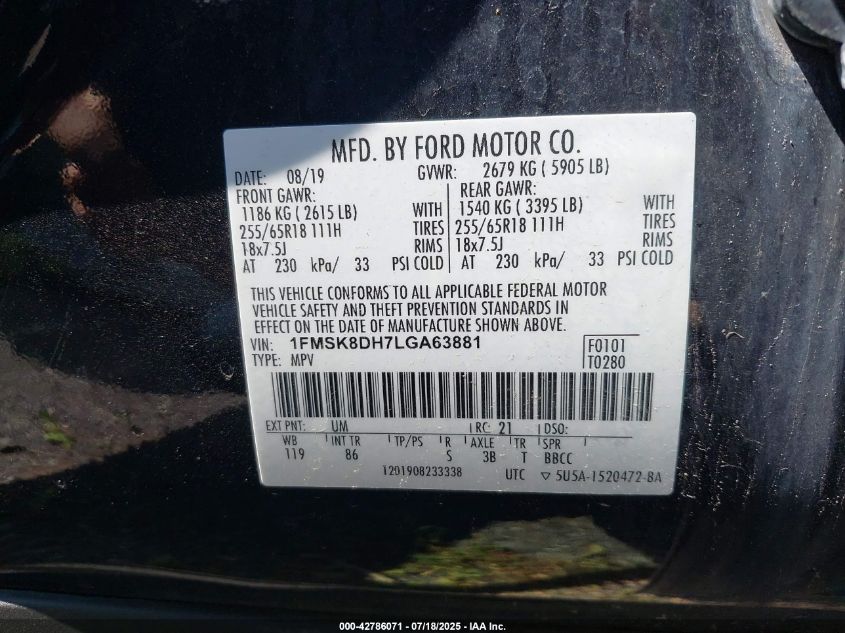 MFD. BY FORD MOTOR CO.
DATE: 08/19 GVWR: 2679 KG ( 5905 LB)
FRONT GAWR: REAR GAWR:
1186 KG ( 2615 LB) WITH 1540 KG ( 3395 LB) WITH
255/65R18 111H TIRES 255/65R18 111H TIRES
18x7.5J RIMS 18x7.5J RIMS
AT 230 kPa/ 33 PSI COLD AT 230 kPa/ 33 PSI COLD
THIS VEHICLE CONFORMS TO ALL APPLICABLE FEDERAL MOTOR
VEHICLE SAFETY AND THEFT PREVENTION STANDARDS IN
EFFECT ON THE DATE OF MANUFACTURE SHOWN ABOVE.
VIN: 1FMSK8DH7LGA63881 F0101
TYPE: MPV T0280
EXT PNT: UM RC: 21 DSO:
WB INT TR TP/PS R AXLE TR SPR
119 86 S 3B T BBCC
1201908233338 UTC ▽ 5U5A-1520472-BA
000-42786071 | 07/18/2025 - IAA Inc.